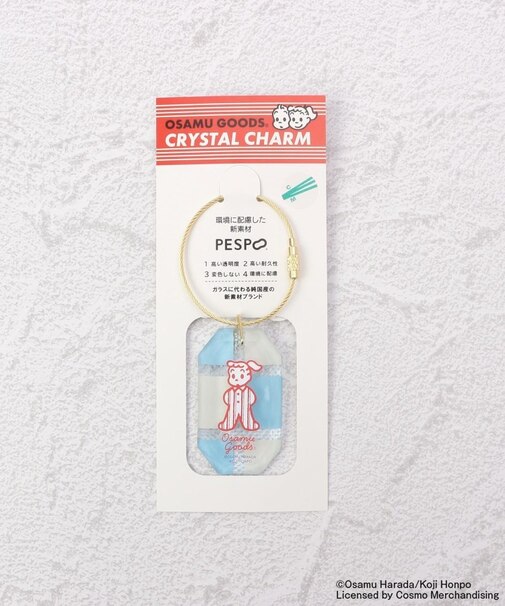 OSAMU GOODS®
CRYSTAL CHARM
環境に配慮した
新素材
PESPO
1 高い透明度 2 高い耐久性
3 変色しない 4 環境に配慮
ガラスに代わる純国産の
新素材ブランド
Osamu
Goods
©Osamu Harada/Koji Honpo
Licensed by Cosmo Merchandising